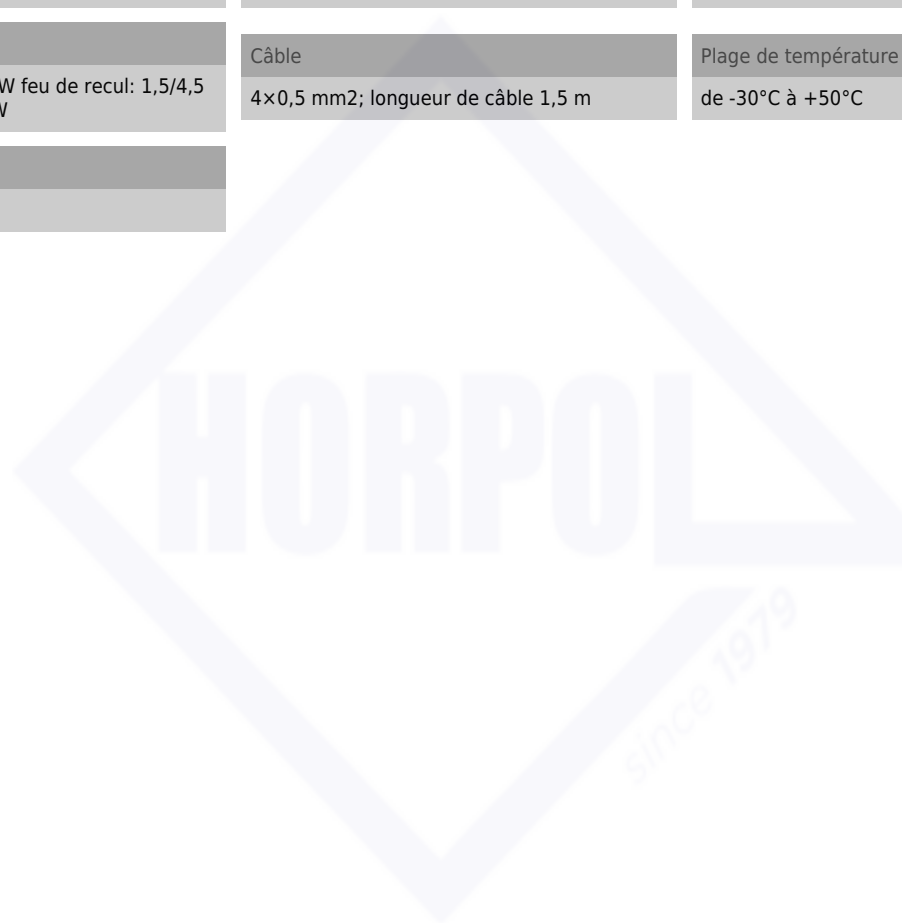 W feu de recul: 1,5/4,5
W
Câble
4×0,5 mm2; longueur de câble 1,5 m
Plage de température
de -30°C à +50°C
HORPOL
since 1979